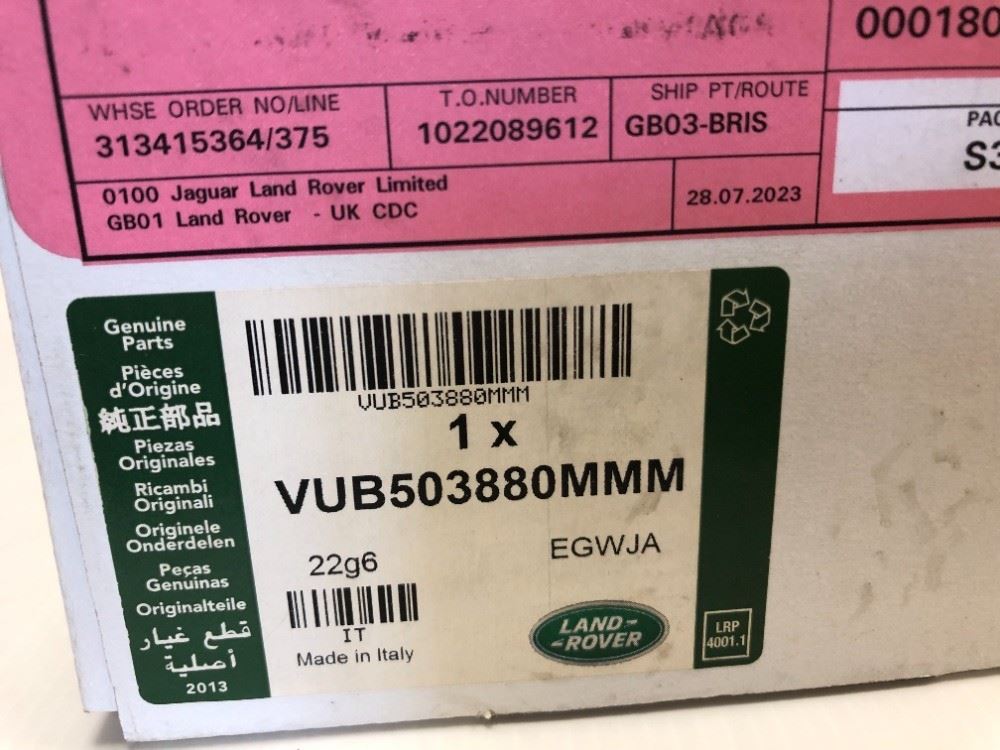 000180
WHSE ORDER NO/LINE
313415364/375
T.O.NUMBER
1022089612
SHIP PT/ROUTE
GB03-BRIS
PAC
S3
0100 Jaguar Land Rover Limited
GB01 Land Rover - UK CDC
28.07.2023
Genuine
Parts
Pièces
d'Origine
純正部品
Piezas
Originales
Ricambi
Originali
Originele
Onderdelen
Peças
Genuínas
Originalteile
قطع غيار
أصلية
2013
VUB503880MMM
1 x
VUB503880MMM
22g6
EGWJA
IT
Made in Italy
LAND-
-ROVER
LRP
4001.1